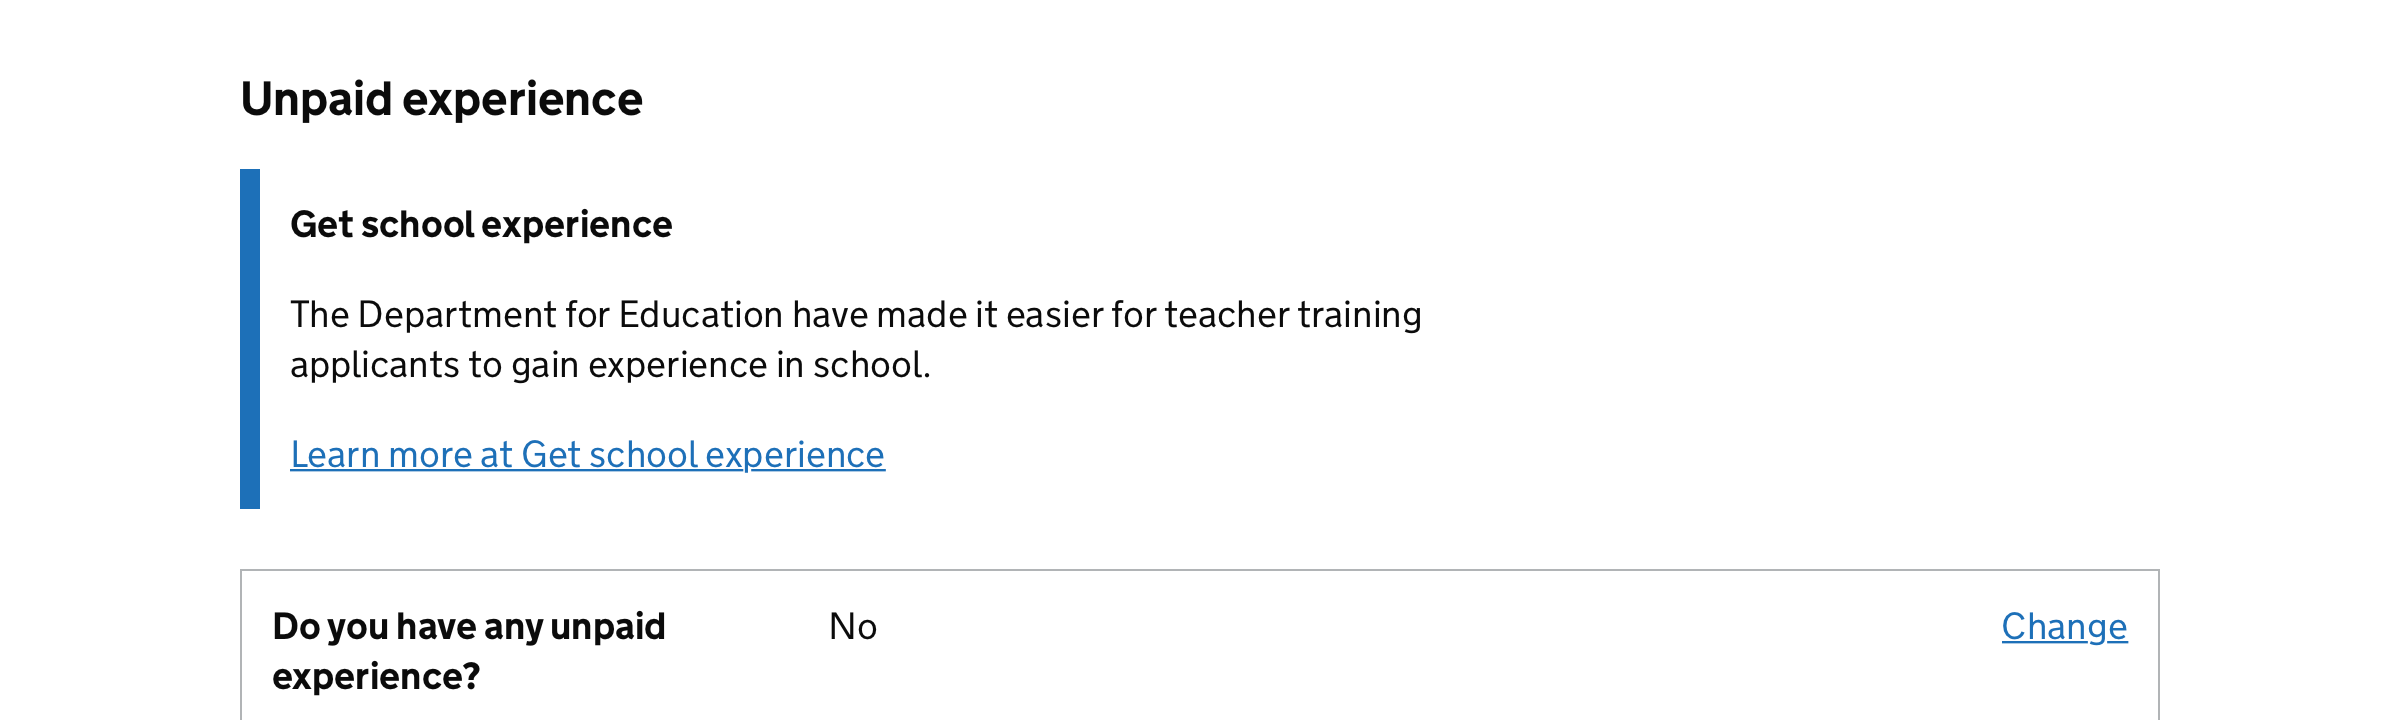 Unpaid experience
Get school experience
The Department for Education have made it easier for teacher training
applicants to gain experience in school.
Learn more at Get school experience
Do you have any unpaid No Change
experience?